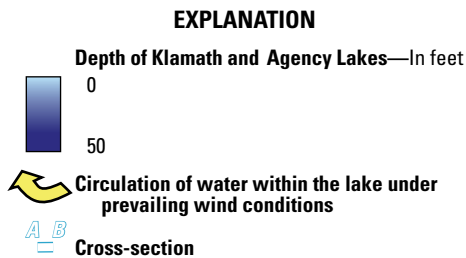 EXPLANATION
Depth of Klamath and Agency Lakes—In feet
0
50
Circulation of water within the lake under
prevailing wind conditions
A B
Cross-section